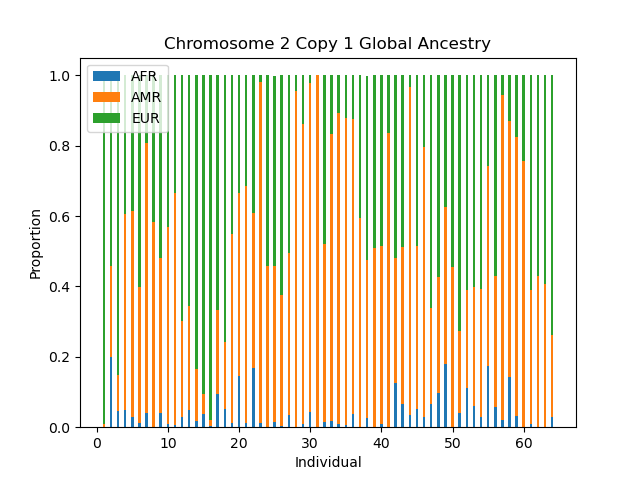 Chromosome 2 Copy 1 Global Ancestry
AFR
AMR
EUR
1.0
0.8
0.6
0.4
0.2
0.0
Proportion
0 10 20 30 40 50 60
Individual